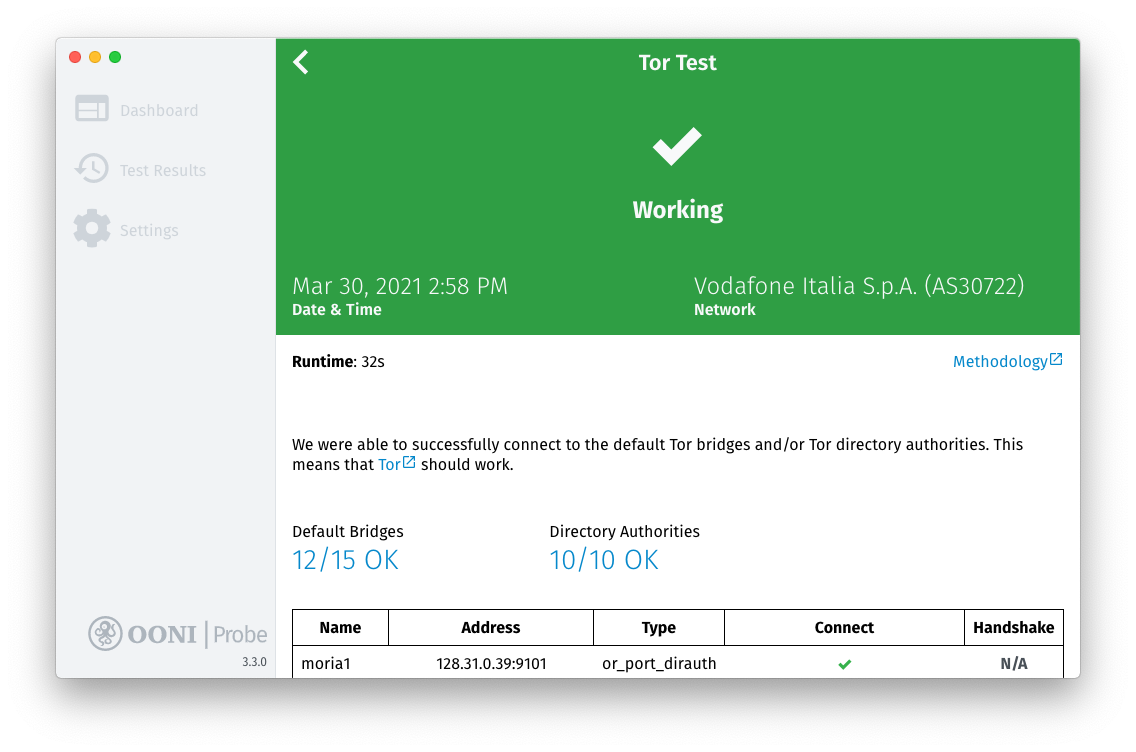 Tor Test
Dashboard
Test Results
Settings
Working
Mar 30, 2021 2:58 PM
Date & Time
Vodafone Italia S.p.A. (AS30722)
Network
Runtime: 32s
Methodology
We were able to successfully connect to the default Tor bridges and/or Tor directory authorities. This
means that Tor should work.
Default Bridges
12/15 OK
Directory Authorities
10/10 OK
Name Address Type Connect Handshake
moria1 128.31.0.39:9101 or_port_dirauth N/A
OONI Probe
3.3.0